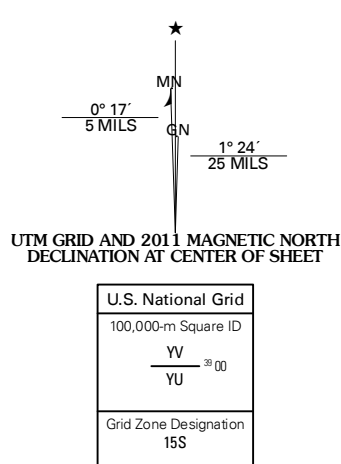 ★
MN
0° 17´
5 MILS
GN
1° 24´
25 MILS
UTM GRID AND 2011 MAGNETIC NORTH
DECLINATION AT CENTER OF SHEET
U.S. National Grid
100,000-m Square ID
YV
39 00
YU
Grid Zone Designation
15S